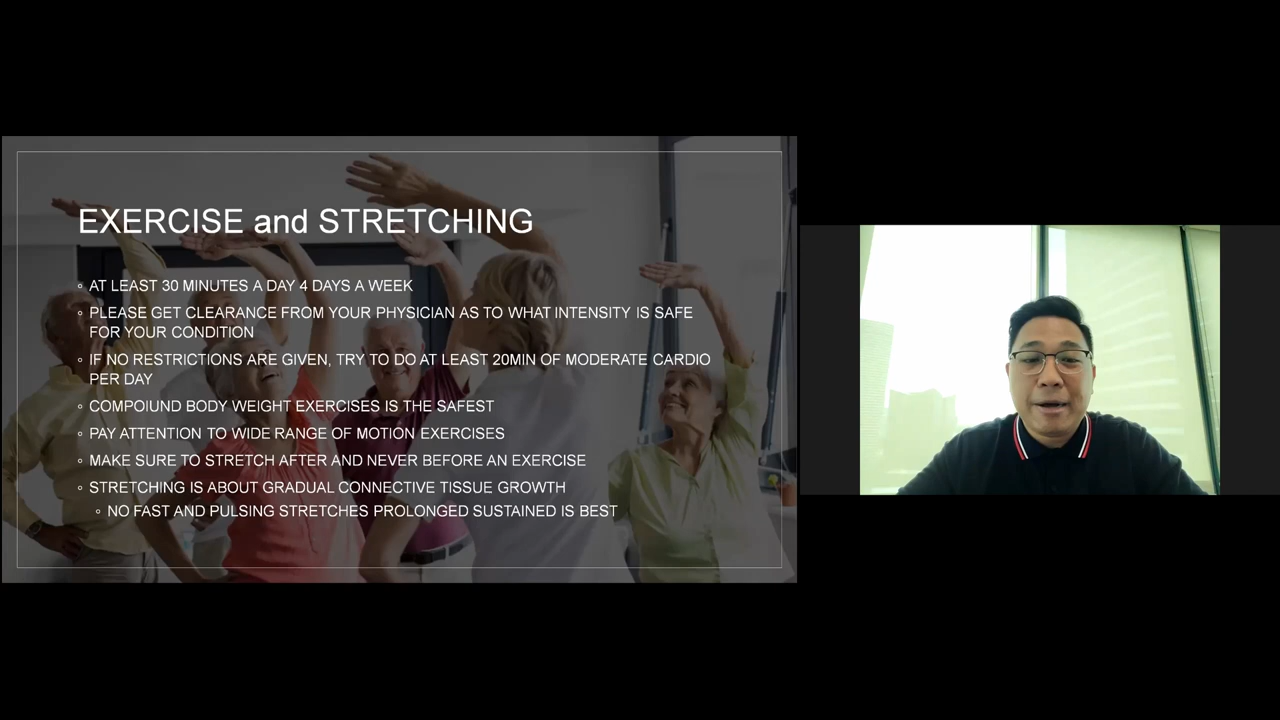 EXERCISE and STRETCHING
◦ AT LEAST 30 MINUTES A DAY 4 DAYS A WEEK
◦ PLEASE GET CLEARANCE FROM YOUR PHYSICIAN AS TO WHAT INTENSITY IS SAFE
FOR YOUR CONDITION
◦ IF NO RESTRICTIONS ARE GIVEN, TRY TO DO AT LEAST 20MIN OF MODERATE CARDIO
PER DAY
◦ COMPOIUND BODY WEIGHT EXERCISES IS THE SAFEST
◦ PAY ATTENTION TO WIDE RANGE OF MOTION EXERCISES
◦ MAKE SURE TO STRETCH AFTER AND NEVER BEFORE AN EXERCISE
◦ STRETCHING IS ABOUT GRADUAL CONNECTIVE TISSUE GROWTH
◦ NO FAST AND PULSING STRETCHES PROLONGED SUSTAINED IS BEST